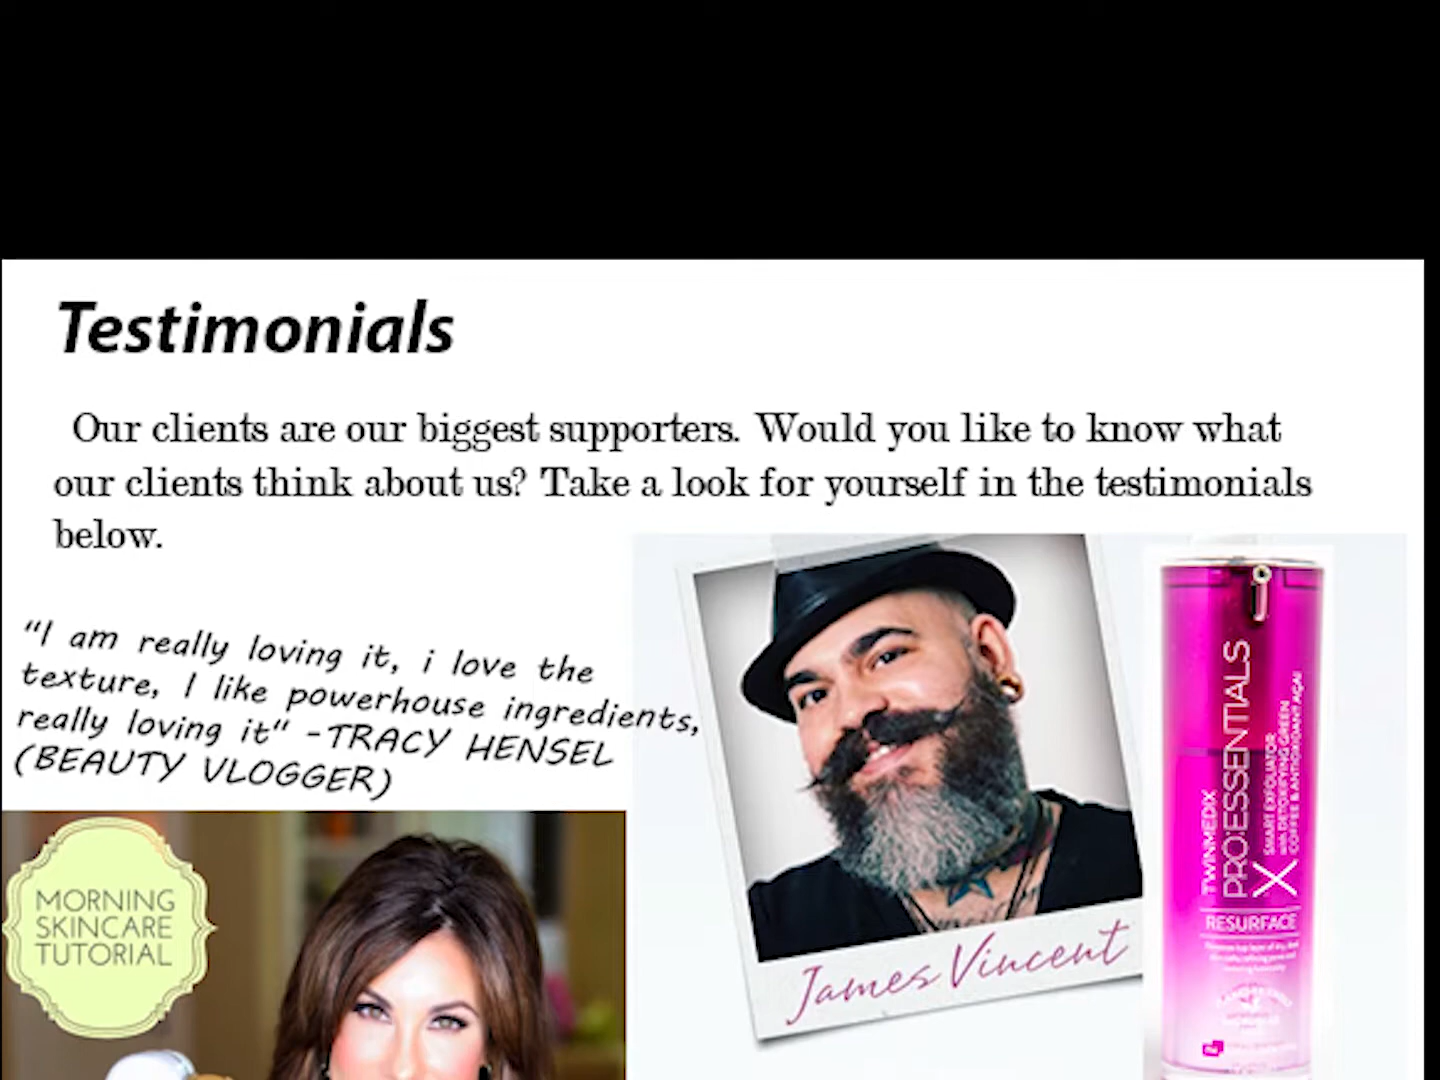 Testimonials
Our clients are our biggest supporters. Would you like to know what
our clients think about us? Take a look for yourself in the testimonials
below.
"I am really loving it, i love the
texture, I like powerhouse ingredients,
really loving it" -TRACY HENSEL
(BEAUTY VLOGGER)
MORNING
SKINCARE
TUTORIAL
James Vincent
TWINMEDIX
PRO:ESSENTIALS
X
SMART EXFOLIATOR
with DETOXIFYING GREEN
COFFEE & ANTIOXIDANT AÇAI
RESURFACE